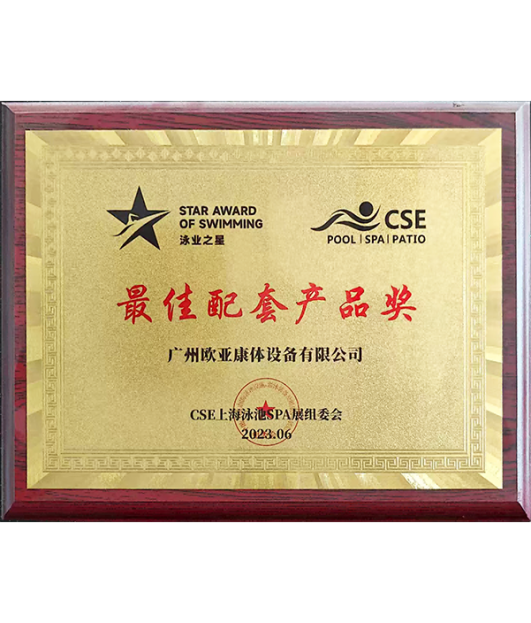 STAR AWARD
OF SWIMMING
泳业之星
CSE
POOL | SPA | PATIO
最佳配套产品奖
广州欧亚康体设备有限公司
CSE上海泳池SPA展组委会
2023.06